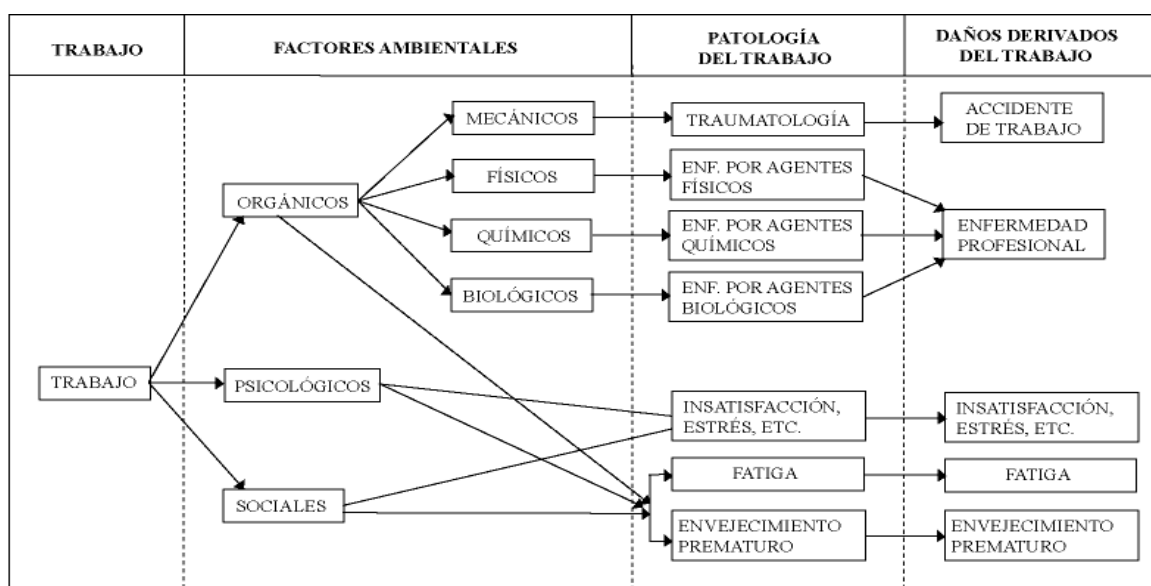 TRABAJO
FACTORES AMBIENTALES
PATOLOGÍA
DEL TRABAJO
DAÑOS DERIVADOS
DEL TRABAJO
MECÁNICOS
TRAUMATOLOGÍA
ACCIDENTE
DE TRABAJO
FÍSICOS
ENF. POR AGENTES
FÍSICOS
ORGÁNICOS
QUÍMICOS
ENF. POR AGENTES
QUÍMICOS
ENFERMEDAD
PROFESIONAL
BIOLÓGICOS
ENF. POR AGENTES
BIOLÓGICOS
TRABAJO
PSICOLÓGICOS
INSATISFACCIÓN,
ESTRÉS, ETC.
INSATISFACCIÓN,
ESTRÉS, ETC.
SOCIALES
FATIGA
FATIGA
ENVEJECIMIENTO
PREMATURO
ENVEJECIMIENTO
PREMATURO